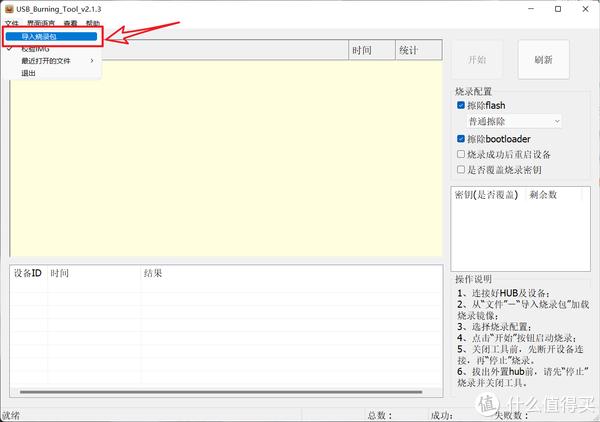 USB_Burning_Tool_v2.1.3
文件 界面语言 查看 帮助
导入烧录包
校验IMG
最近打开的文件
退出
时间 统计
开始 刷新
烧录配置
擦除flash
普通擦除
擦除bootloader
烧录成功后重启设备
是否覆盖烧录密钥
密钥(是否覆盖) 剩余数
设备ID 时间 结果
操作说明
1、连接好HUB及设备;
2、从“文件”—“导入烧录包”加载
烧录镜像;
3、选择烧录配置;
4、点击“开始”按钮启动烧录;
5、关闭工具前，先断开设备连
接，再“停止”烧录。
6、拔出外置hub前，请先“停止”
烧录并关闭工具。
就绪 总数: 成功: 失败数:
值 什么值得买